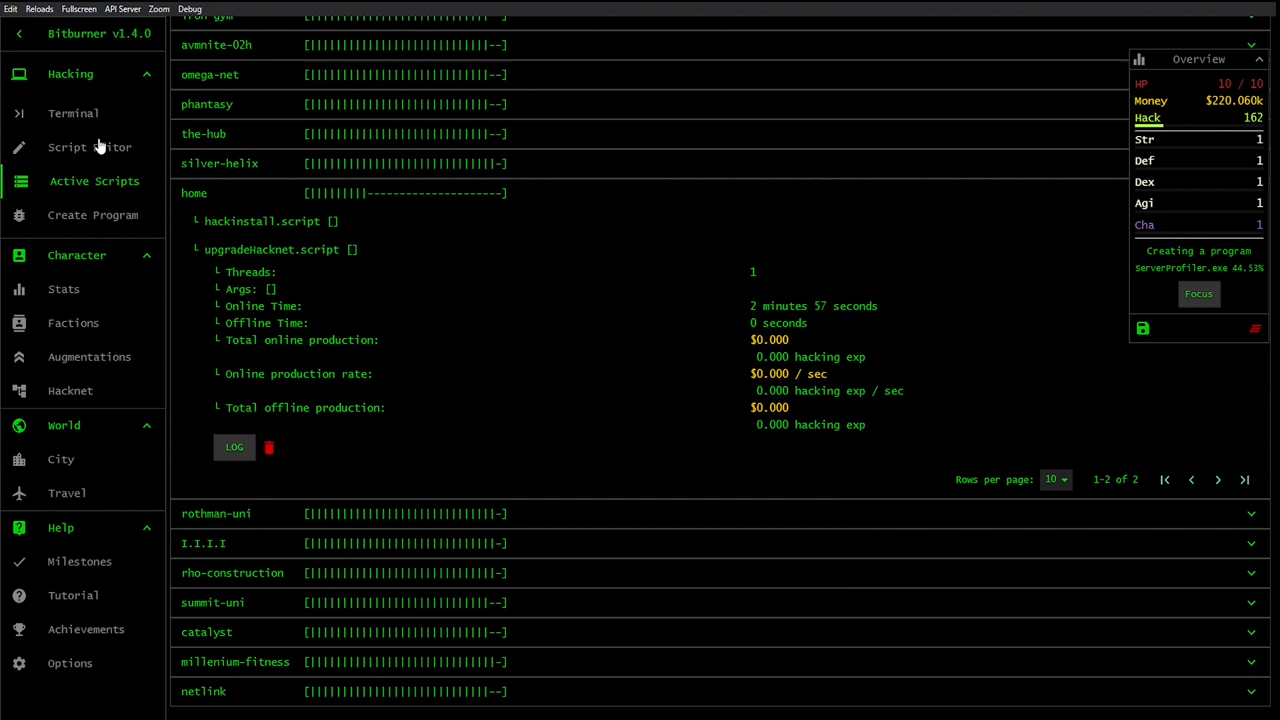 Edit Reloads Fullscreen API Server Zoom Debug
Bitburner v1.4.0
Hacking
Terminal
Script Editor
Active Scripts
Create Program
Character
Stats
Factions
Augmentations
Hacknet
World
City
Travel
Help
Milestones
Tutorial
Achievements
Options
iron-gym [||||||||||||||||||||||||||||--]
avmnite-02h [||||||||||||||||||||||||||||--]
omega-net [||||||||||||||||||||||||||||--]
phantasy [||||||||||||||||||||||||||||--]
the-hub [||||||||||||||||||||||||||||--]
silver-helix [|||||||||||||||||||||||||||||-]
home [|||||||||---------------------]
└ hackinstall.script []
└ upgradeHacknet.script []
└ Threads: 1
└ Args: []
└ Online Time: 2 minutes 57 seconds
└ Offline Time: 0 seconds
└ Total online production: $0.000
0.000 hacking exp
└ Online production rate: $0.000 / sec
0.000 hacking exp / sec
└ Total offline production: $0.000
0.000 hacking exp
LOG
Rows per page: 10 1-2 of 2
rothman-uni [|||||||||||||||||||||||||||||-]
I.I.I.I [|||||||||||||||||||||||||||||-]
rho-construction [|||||||||||||||||||||||||||||-]
summit-uni [|||||||||||||||||||||||||||||-]
catalyst [||||||||||||||||||||||||||||--]
millenium-fitness [|||||||||||||||||||||||||||||-]
netlink [||||||||||||||||||||||||||||--]
Overview
HP 10 / 10
Money $220.060k
Hack 162
Str 1
Def 1
Dex 1
Agi 1
Cha 1
Creating a program
ServerProfiler.exe 44.53%
Focus